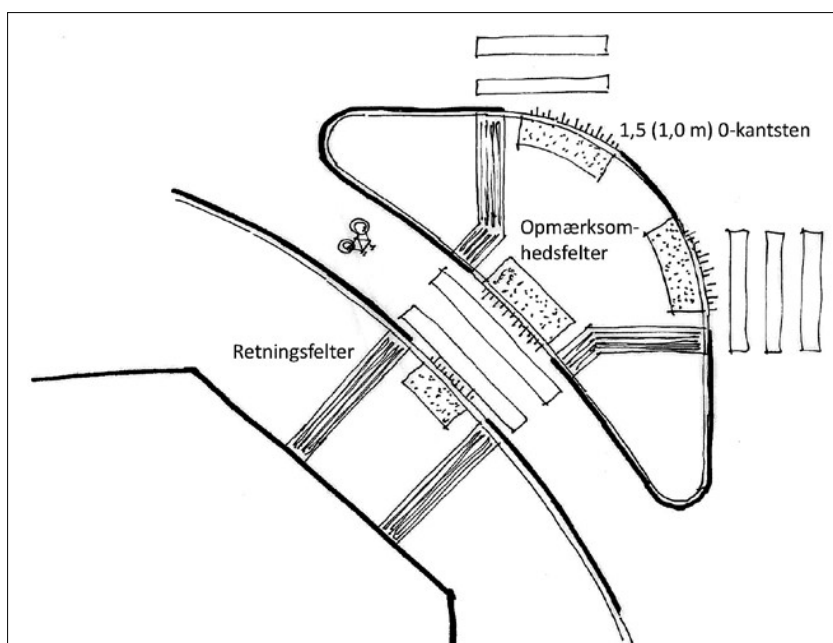 1,5 (1,0 m) 0-kantsten
Opmærksom-
hedsfelter
Retningsfelter